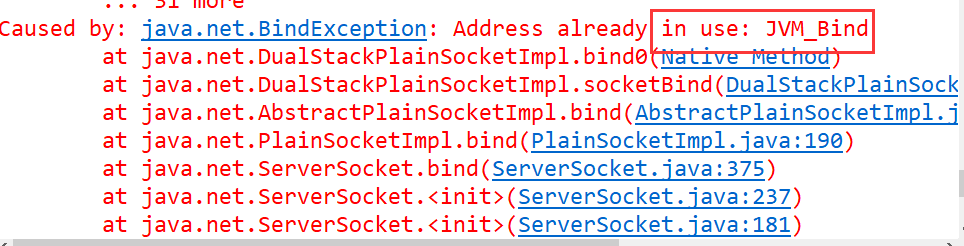 ... 31 more
Caused by: java.net.BindException: Address already in use: JVM_Bind
at java.net.DualStackPlainSocketImpl.bind0(Native Method)
at java.net.DualStackPlainSocketImpl.socketBind(DualStackPlainSock
at java.net.AbstractPlainSocketImpl.bind(AbstractPlainSocketImpl.j
at java.net.PlainSocketImpl.bind(PlainSocketImpl.java:190)
at java.net.ServerSocket.bind(ServerSocket.java:375)
at java.net.ServerSocket.<init>(ServerSocket.java:237)
at java.net.ServerSocket.<init>(ServerSocket.java:181)